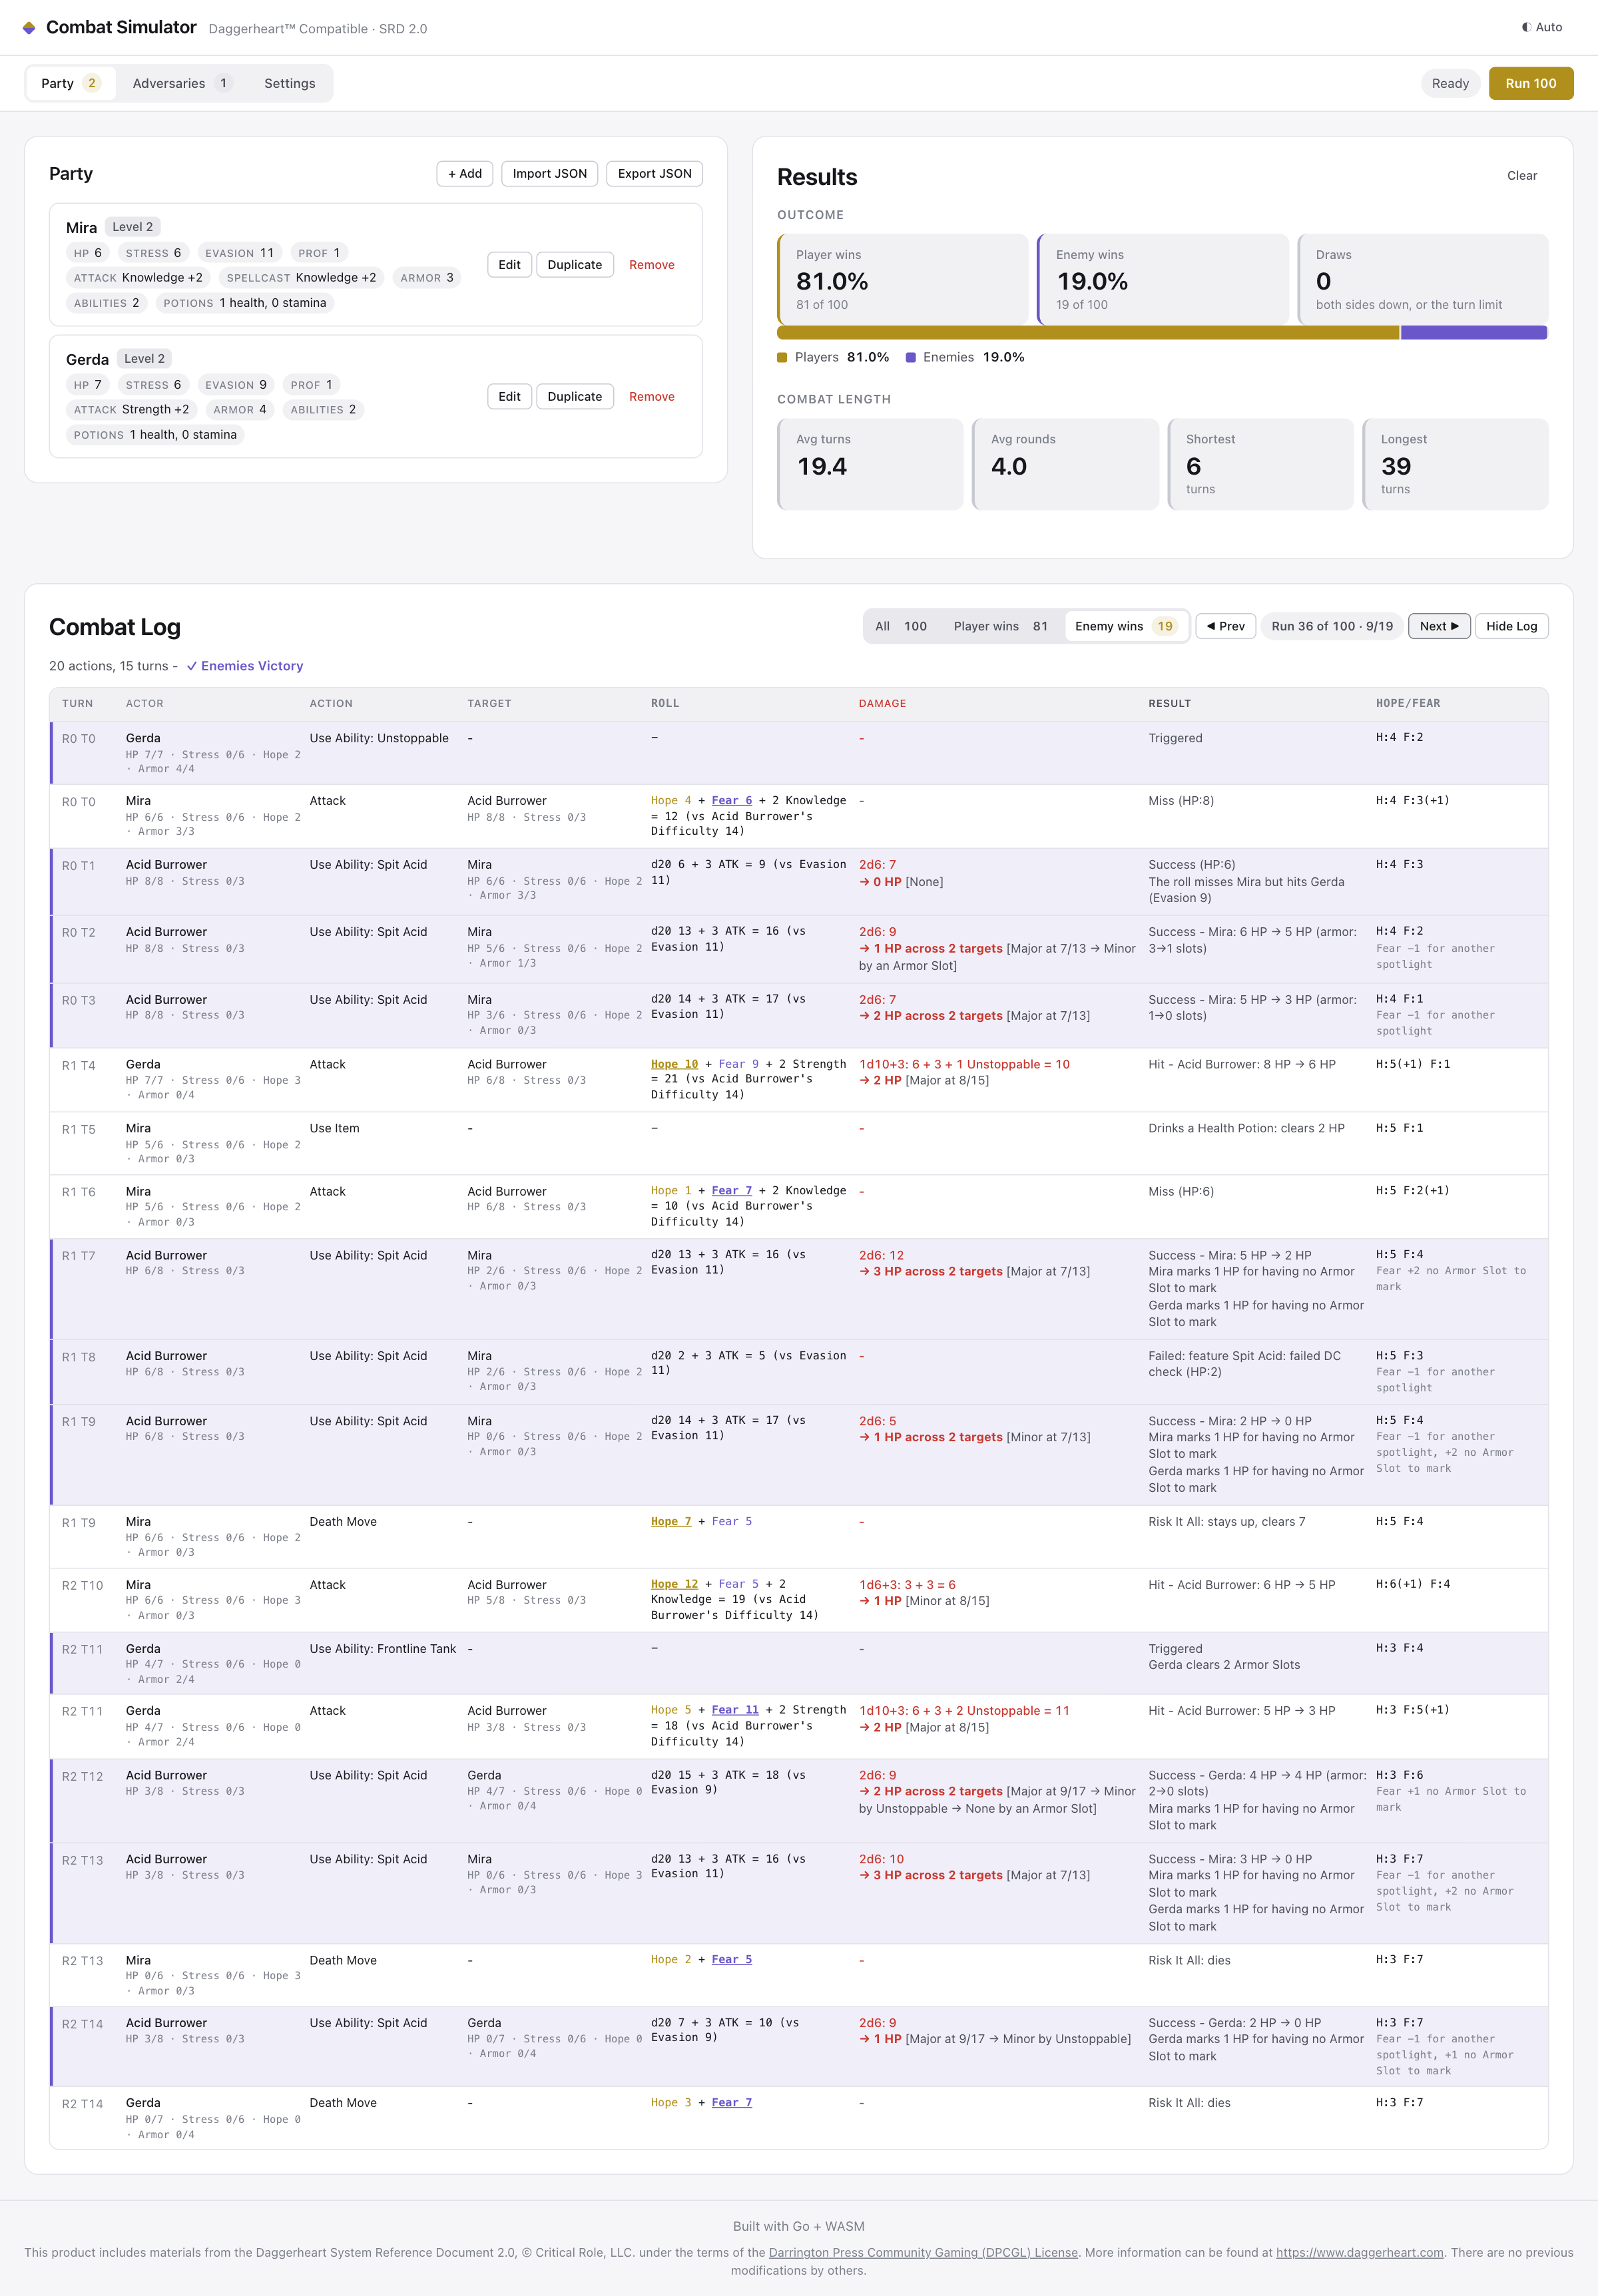 Combat Simulator Daggerheart™ Compatible · SRD 2.0
Auto
Party 2 Adversaries 1 Settings
Ready Run 100
Party
+ Add Import JSON Export JSON
Mira Level 2
HP 6 STRESS 6 EVASION 11 PROF 1
ATTACK Knowledge +2 SPELLCAST Knowledge +2 ARMOR 3
ABILITIES 2 POTIONS 1 health, 0 stamina
Edit Duplicate Remove
Gerda Level 2
HP 7 STRESS 6 EVASION 9 PROF 1
ATTACK Strength +2 ARMOR 4 ABILITIES 2
POTIONS 1 health, 0 stamina
Edit Duplicate Remove
Results
Clear
OUTCOME
Player wins
81.0%
81 of 100
Enemy wins
19.0%
19 of 100
Draws
0
both sides down, or the turn limit
Players 81.0% Enemies 19.0%
COMBAT LENGTH
Avg turns
19.4
Avg rounds
4.0
Shortest
6
turns
Longest
39
turns
Combat Log
All 100 Player wins 81 Enemy wins 19 ◀ Prev Run 36 of 100 · 9/19 Next ▶ Hide Log
20 actions, 15 turns - ✓ Enemies Victory
TURN ACTOR ACTION TARGET ROLL DAMAGE RESULT HOPE/FEAR
R0 T0
Gerda
HP 7/7 · Stress 0/6 · Hope 2
· Armor 4/4
Use Ability: Unstoppable
-
–
-
Triggered
H:4 F:2
R0 T0
Mira
HP 6/6 · Stress 0/6 · Hope 2
· Armor 3/3
Attack
Acid Burrower
HP 8/8 · Stress 0/3
Hope 4 + Fear 6 + 2 Knowledge
= 12 (vs Acid Burrower's
Difficulty 14)
-
Miss (HP:8)
H:4 F:3(+1)
R0 T1
Acid Burrower
HP 8/8 · Stress 0/3
Use Ability: Spit Acid
Mira
HP 6/6 · Stress 0/6 · Hope 2
· Armor 3/3
d20 6 + 3 ATK = 9 (vs Evasion
11)
2d6: 7
→ 0 HP [None]
Success (HP:6)
The roll misses Mira but hits Gerda
(Evasion 9)
H:4 F:3
R0 T2
Acid Burrower
HP 8/8 · Stress 0/3
Use Ability: Spit Acid
Mira
HP 5/6 · Stress 0/6 · Hope 2
· Armor 1/3
d20 13 + 3 ATK = 16 (vs
Evasion 11)
2d6: 9
→ 1 HP across 2 targets [Major at 7/13 → Minor
by an Armor Slot]
Success - Mira: 6 HP → 5 HP (armor:
3→1 slots)
H:4 F:2
Fear −1 for another
spotlight
R0 T3
Acid Burrower
HP 8/8 · Stress 0/3
Use Ability: Spit Acid
Mira
HP 3/6 · Stress 0/6 · Hope 2
· Armor 0/3
d20 14 + 3 ATK = 17 (vs
Evasion 11)
2d6: 7
→ 2 HP across 2 targets [Major at 7/13]
Success - Mira: 5 HP → 3 HP (armor:
1→0 slots)
H:4 F:1
Fear −1 for another
spotlight
R1 T4
Gerda
HP 7/7 · Stress 0/6 · Hope 3
· Armor 0/4
Attack
Acid Burrower
HP 6/8 · Stress 0/3
Hope 10 + Fear 9 + 2 Strength
= 21 (vs Acid Burrower's
Difficulty 14)
1d10+3: 6 + 3 + 1 Unstoppable = 10
→ 2 HP [Major at 8/15]
Hit - Acid Burrower: 8 HP → 6 HP
H:5(+1) F:1
R1 T5
Mira
HP 5/6 · Stress 0/6 · Hope 2
· Armor 0/3
Use Item
-
–
-
Drinks a Health Potion: clears 2 HP
H:5 F:1
R1 T6
Mira
HP 5/6 · Stress 0/6 · Hope 2
· Armor 0/3
Attack
Acid Burrower
HP 6/8 · Stress 0/3
Hope 1 + Fear 7 + 2 Knowledge
= 10 (vs Acid Burrower's
Difficulty 14)
-
Miss (HP:6)
H:5 F:2(+1)
R1 T7
Acid Burrower
HP 6/8 · Stress 0/3
Use Ability: Spit Acid
Mira
HP 2/6 · Stress 0/6 · Hope 2
· Armor 0/3
d20 13 + 3 ATK = 16 (vs
Evasion 11)
2d6: 12
→ 3 HP across 2 targets [Major at 7/13]
Success - Mira: 5 HP → 2 HP
Mira marks 1 HP for having no Armor
Slot to mark
Gerda marks 1 HP for having no Armor
Slot to mark
H:5 F:4
Fear +2 no Armor Slot to
mark
R1 T8
Acid Burrower
HP 6/8 · Stress 0/3
Use Ability: Spit Acid
Mira
HP 2/6 · Stress 0/6 · Hope 2
· Armor 0/3
d20 2 + 3 ATK = 5 (vs Evasion
11)
-
Failed: feature Spit Acid: failed DC
check (HP:2)
H:5 F:3
Fear −1 for another
spotlight
R1 T9
Acid Burrower
HP 6/8 · Stress 0/3
Use Ability: Spit Acid
Mira
HP 0/6 · Stress 0/6 · Hope 2
· Armor 0/3
d20 14 + 3 ATK = 17 (vs
Evasion 11)
2d6: 5
→ 1 HP across 2 targets [Minor at 7/13]
Success - Mira: 2 HP → 0 HP
Mira marks 1 HP for having no Armor
Slot to mark
Gerda marks 1 HP for having no Armor
Slot to mark
H:5 F:4
Fear −1 for another
spotlight, +2 no Armor
Slot to mark
R1 T9
Mira
HP 6/6 · Stress 0/6 · Hope 2
· Armor 0/3
Death Move
-
Hope 7 + Fear 5
-
Risk It All: stays up, clears 7
H:5 F:4
R2 T10
Mira
HP 6/6 · Stress 0/6 · Hope 3
· Armor 0/3
Attack
Acid Burrower
HP 5/8 · Stress 0/3
Hope 12 + Fear 5 + 2
Knowledge = 19 (vs Acid
Burrower's Difficulty 14)
1d6+3: 3 + 3 = 6
→ 1 HP [Minor at 8/15]
Hit - Acid Burrower: 6 HP → 5 HP
H:6(+1) F:4
R2 T11
Gerda
HP 4/7 · Stress 0/6 · Hope 0
· Armor 2/4
Use Ability: Frontline Tank
-
–
-
Triggered
Gerda clears 2 Armor Slots
H:3 F:4
R2 T11
Gerda
HP 4/7 · Stress 0/6 · Hope 0
· Armor 2/4
Attack
Acid Burrower
HP 3/8 · Stress 0/3
Hope 5 + Fear 11 + 2 Strength
= 18 (vs Acid Burrower's
Difficulty 14)
1d10+3: 6 + 3 + 2 Unstoppable = 11
→ 2 HP [Major at 8/15]
Hit - Acid Burrower: 5 HP → 3 HP
H:3 F:5(+1)
R2 T12
Acid Burrower
HP 3/8 · Stress 0/3
Use Ability: Spit Acid
Gerda
HP 4/7 · Stress 0/6 · Hope 0
· Armor 0/4
d20 15 + 3 ATK = 18 (vs
Evasion 9)
2d6: 9
→ 2 HP across 2 targets [Major at 9/17 → Minor
by Unstoppable → None by an Armor Slot]
Success - Gerda: 4 HP → 4 HP (armor:
2→0 slots)
Mira marks 1 HP for having no Armor
Slot to mark
H:3 F:6
Fear +1 no Armor Slot to
mark
R2 T13
Acid Burrower
HP 3/8 · Stress 0/3
Use Ability: Spit Acid
Mira
HP 0/6 · Stress 0/6 · Hope 3
· Armor 0/3
d20 13 + 3 ATK = 16 (vs
Evasion 11)
2d6: 10
→ 3 HP across 2 targets [Major at 7/13]
Success - Mira: 3 HP → 0 HP
Mira marks 1 HP for having no Armor
Slot to mark
Gerda marks 1 HP for having no Armor
Slot to mark
H:3 F:7
Fear −1 for another
spotlight, +2 no Armor
Slot to mark
R2 T13
Mira
HP 0/6 · Stress 0/6 · Hope 3
· Armor 0/3
Death Move
-
Hope 2 + Fear 5
-
Risk It All: dies
H:3 F:7
R2 T14
Acid Burrower
HP 3/8 · Stress 0/3
Use Ability: Spit Acid
Gerda
HP 0/7 · Stress 0/6 · Hope 0
· Armor 0/4
d20 7 + 3 ATK = 10 (vs
Evasion 9)
2d6: 9
→ 1 HP [Major at 9/17 → Minor by Unstoppable]
Success - Gerda: 2 HP → 0 HP
Gerda marks 1 HP for having no Armor
Slot to mark
H:3 F:7
Fear −1 for another
spotlight, +1 no Armor
Slot to mark
R2 T14
Gerda
HP 0/7 · Stress 0/6 · Hope 0
· Armor 0/4
Death Move
-
Hope 3 + Fear 7
-
Risk It All: dies
H:3 F:7
Built with Go + WASM
This product includes materials from the Daggerheart System Reference Document 2.0, © Critical Role, LLC. under the terms of the Darrington Press Community Gaming (DPCGL) License. More information can be found at https://www.daggerheart.com. There are no previous
modifications by others.